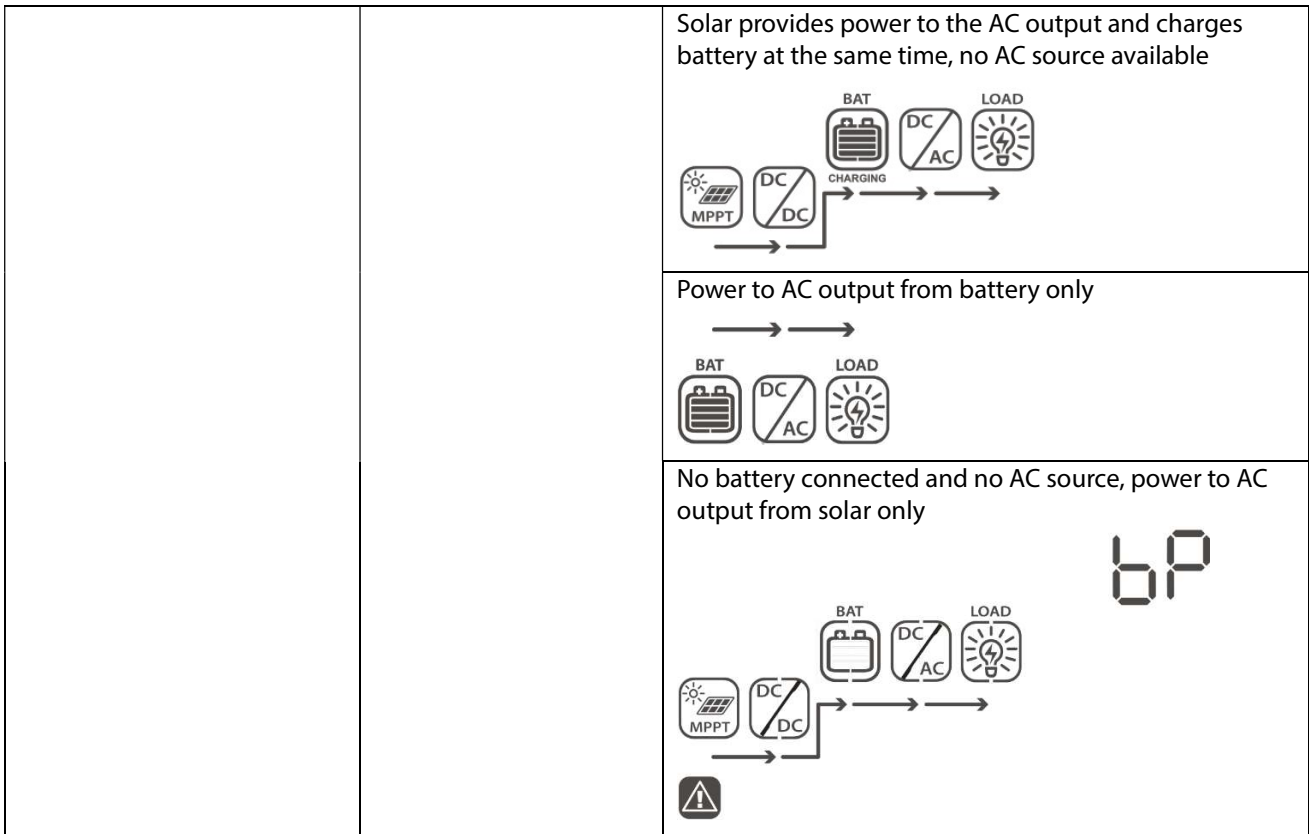 Solar provides power to the AC output and charges
battery at the same time, no AC source available
BAT LOAD
DC AC
MPPT DC DC CHARGING
Power to AC output from battery only
BAT LOAD
DC AC
No battery connected and no AC source, power to AC
output from solar only
bP
BAT LOAD
DC AC
MPPT DC DC